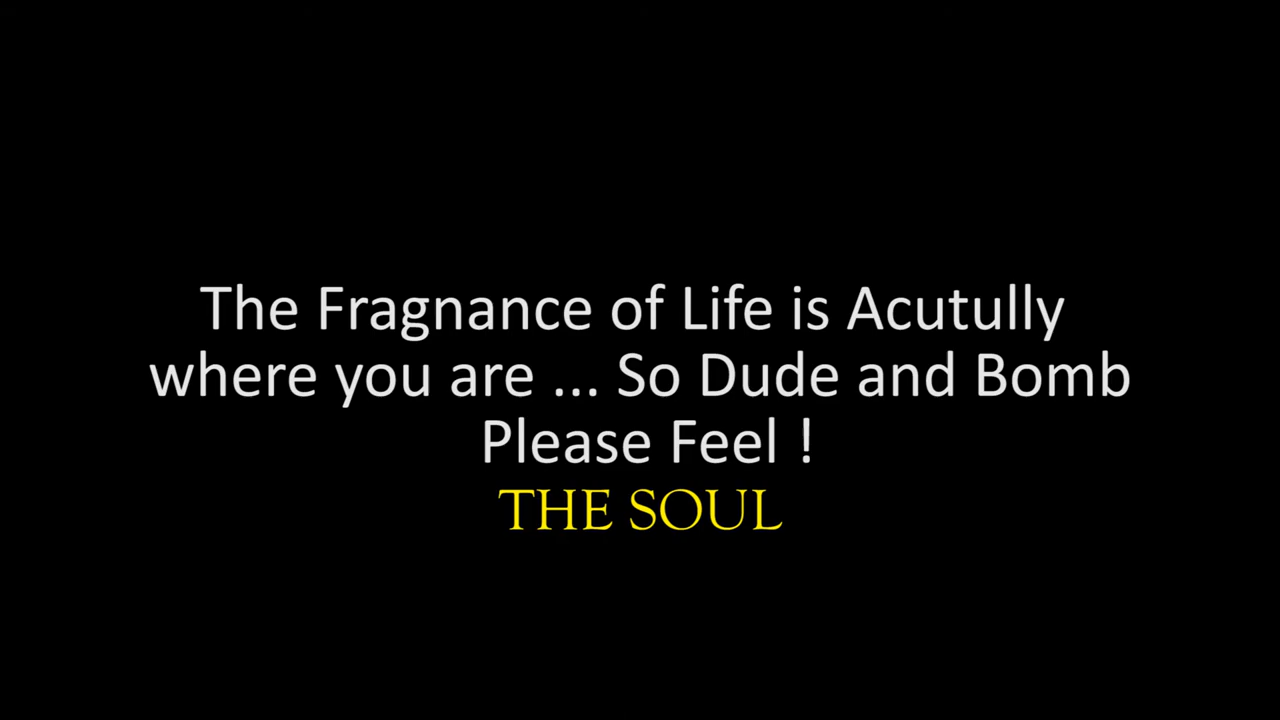 The Fragnance of Life is Acutully
where you are ... So Dude and Bomb
Please Feel !
THE SOUL